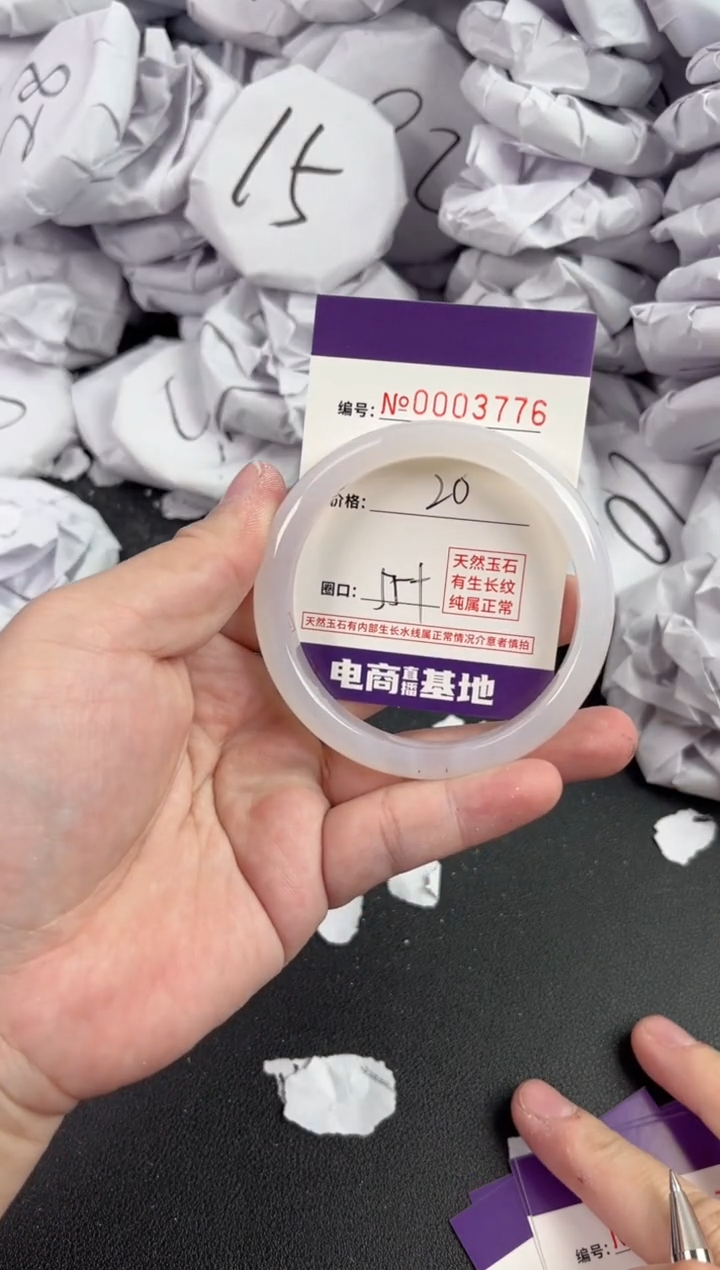 28
15
编号: №0003776
价格: 20
圈口:
天然玉石
有生长纹
纯属正常
天然玉石有内部生长水线属正常情况介意者慎拍
电商直播基地
编号: